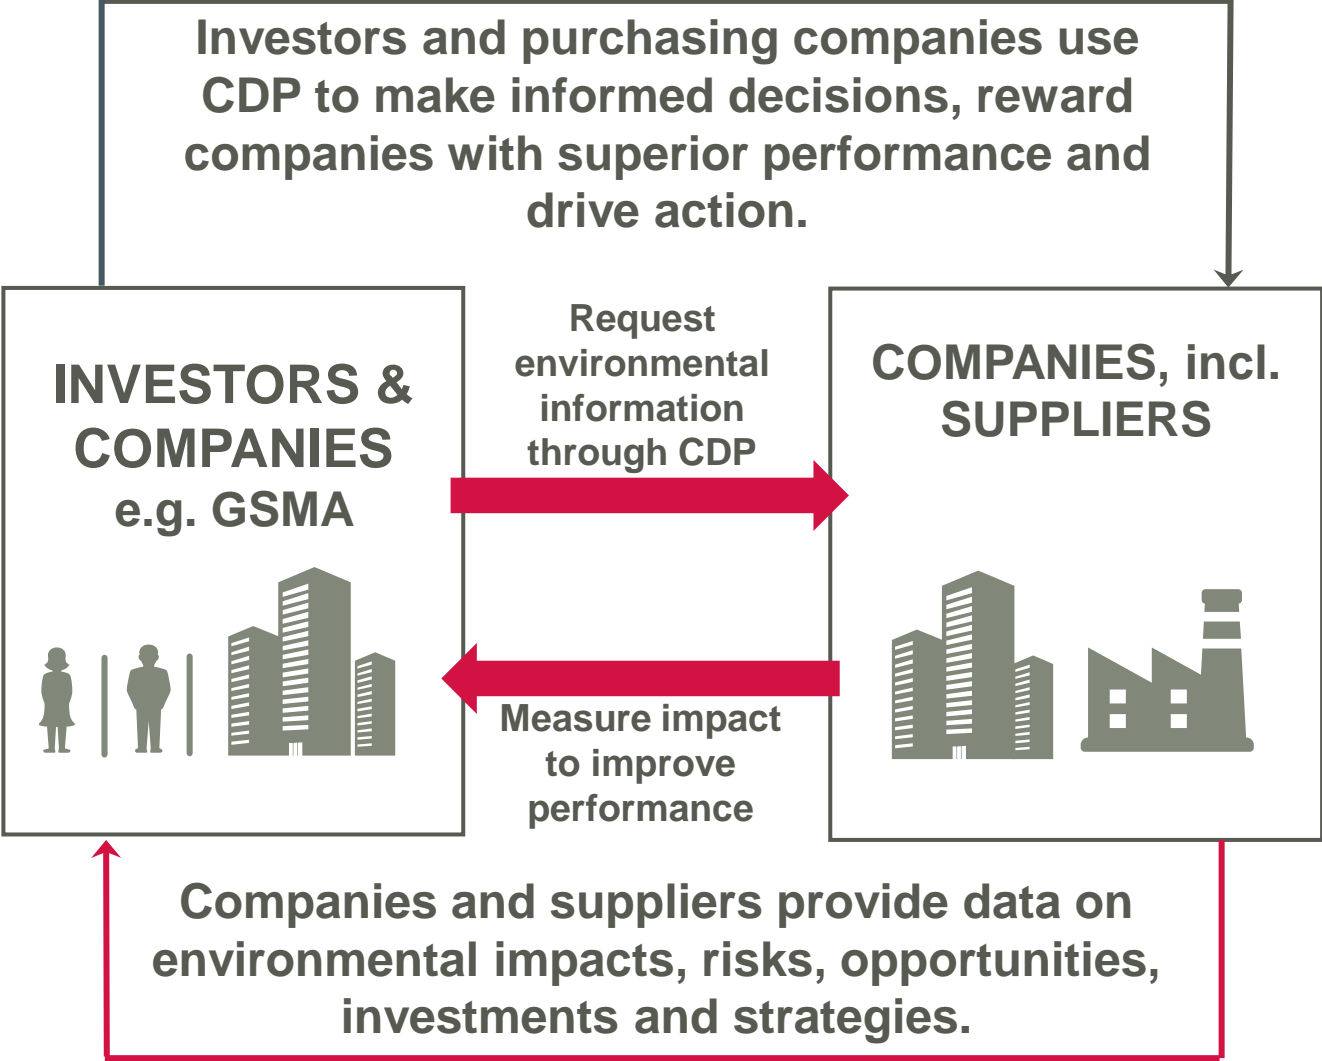 Investors and purchasing companies use
CDP to make informed decisions, reward
companies with superior performance and
drive action.
INVESTORS &
COMPANIES
e.g. GSMA
Request
environmental
information
through CDP
COMPANIES, incl.
SUPPLIERS
Measure impact
to improve
performance
Companies and suppliers provide data on
environmental impacts, risks, opportunities,
investments and strategies.